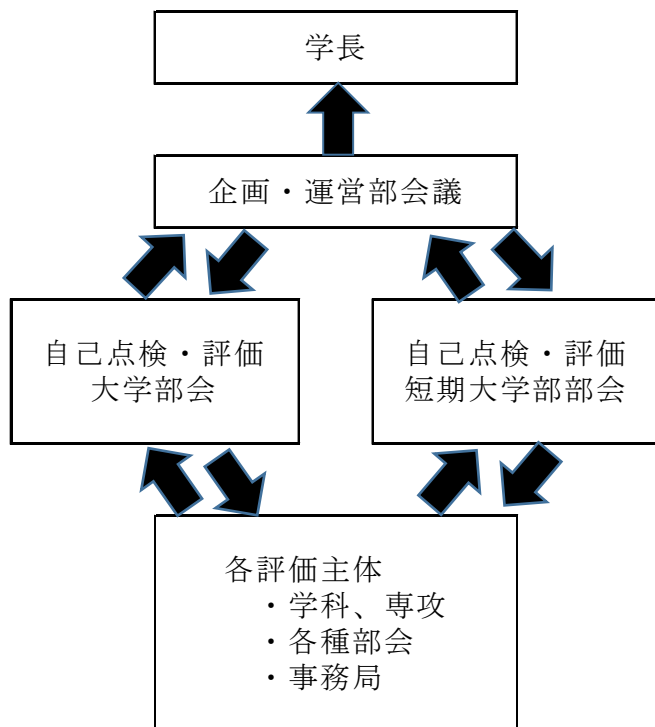 学長
企画・運営部会議
自己点検・評価
大学部会
自己点検・評価
短期大学部部会
各評価主体
・学科、専攻
・各種部会
・事務局